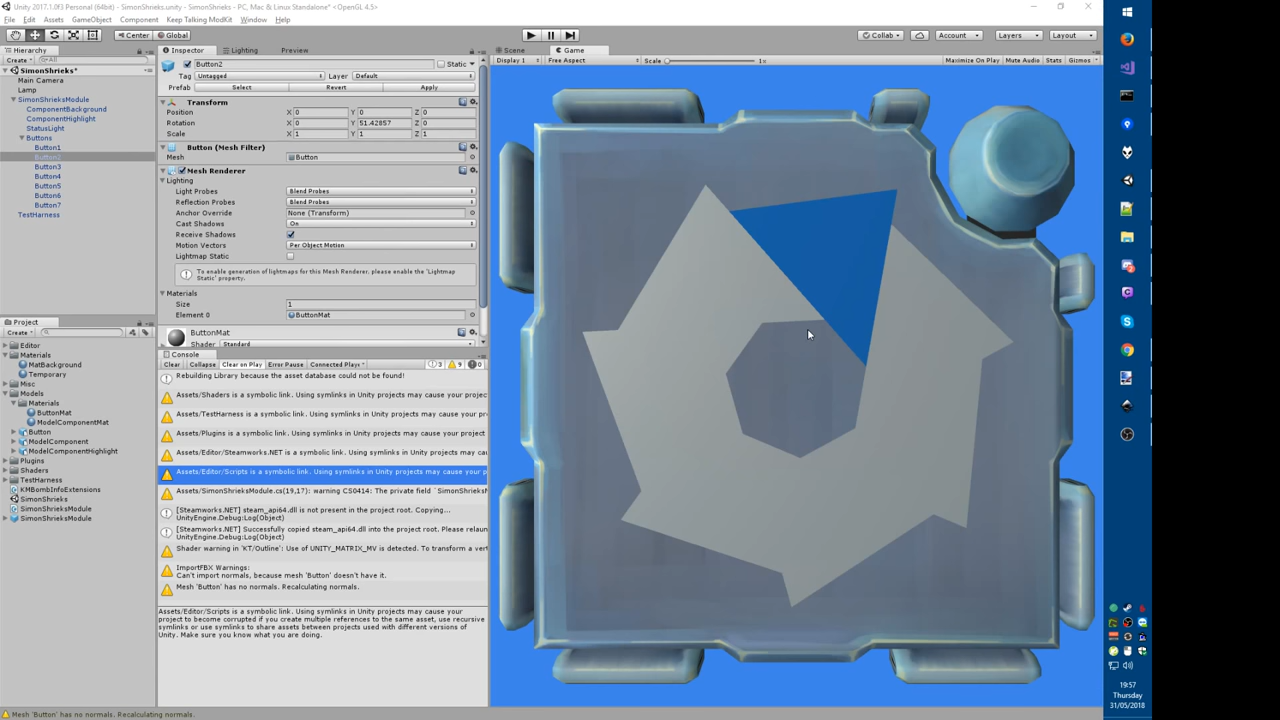 Unity 2017.1.0f3 Personal (64bit) - SimonShrieks.unity - SimonShrieks - PC, Mac & Linux Standalone* <OpenGL 4.5>
File Edit Assets GameObject Component Keep Talking ModKit Window Help
Center Global Collab Account Layers Layout
Hierarchy
Create All
SimonShrieks*
Main Camera
Lamp
SimonShrieksModule
ComponentBackground
ComponentHighlight
StatusLight
Buttons
Button1
Button2
Button3
Button4
Button5
Button6
Button7
TestHarness
Project
Create
Editor
Materials
MatBackground
Temporary
Misc
Models
Materials
ButtonMat
ModelComponentMat
Button
ModelComponent
ModelComponentHighlight
Plugins
Shaders
TestHarness
KMBombInfoExtensions
SimonShrieks
SimonShrieksModule
SimonShrieksModule
Inspector Lighting Preview
Button2 Static
Tag Untagged Layer Default
Prefab Select Revert Apply
Transform
Position X 0 Y 0 Z 0
Rotation X 0 Y 51.42857 Z 0
Scale X 1 Y 1 Z 1
Button (Mesh Filter)
Mesh Button
Mesh Renderer
Lighting
Light Probes Blend Probes
Reflection Probes Blend Probes
Anchor Override None (Transform)
Cast Shadows On
Receive Shadows
Motion Vectors Per Object Motion
Lightmap Static
To enable generation of lightmaps for this Mesh Renderer, please enable the 'Lightmap
Static' property.
Materials
Size 1
Element 0 ButtonMat
ButtonMat
Shader Standard
Console
Clear Collapse Clear on Play Error Pause Connected Players 3 9 0
Rebuilding Library because the asset database could not be found!
Assets/Shaders is a symbolic link. Using symlinks in Unity projects may cause your project
Assets/TestHarness is a symbolic link. Using symlinks in Unity projects may cause your pro
Assets/Plugins is a symbolic link. Using symlinks in Unity projects may cause your project
Assets/Editor/Steamworks.NET is a symbolic link. Using symlinks in Unity projects may cau
Assets/Editor/Scripts is a symbolic link. Using symlinks in Unity projects may cause your p
Assets/SimonShrieksModule.cs(19,17): warning CS0414: The private field `SimonShrieksM
[Steamworks.NET] steam_api64.dll is not present in the project root. Copying...
UnityEngine.Debug:Log(Object)
[Steamworks.NET] Successfully copied steam_api64.dll into the project root. Please relaun
UnityEngine.Debug:Log(Object)
Shader warning in 'KT/Outline': Use of UNITY_MATRIX_MV is detected. To transform a vert
ImportFBX Warnings:
Can't import normals, because mesh 'Button' doesn't have it.
Mesh 'Button' has no normals. Recalculating normals.
Assets/Editor/Scripts is a symbolic link. Using symlinks in Unity projects may cause your
project to become corrupted if you create multiple references to the same asset, use recursive
symlinks or use symlinks to share assets between projects used with different versions of
Unity. Make sure you know what you are doing.
Mesh 'Button' has no normals. Recalculating normals.
Scene Game
Display 1 Free Aspect Scale 1x Maximize On Play Mute Audio Stats Gizmos
19:57
Thursday
31/05/2018